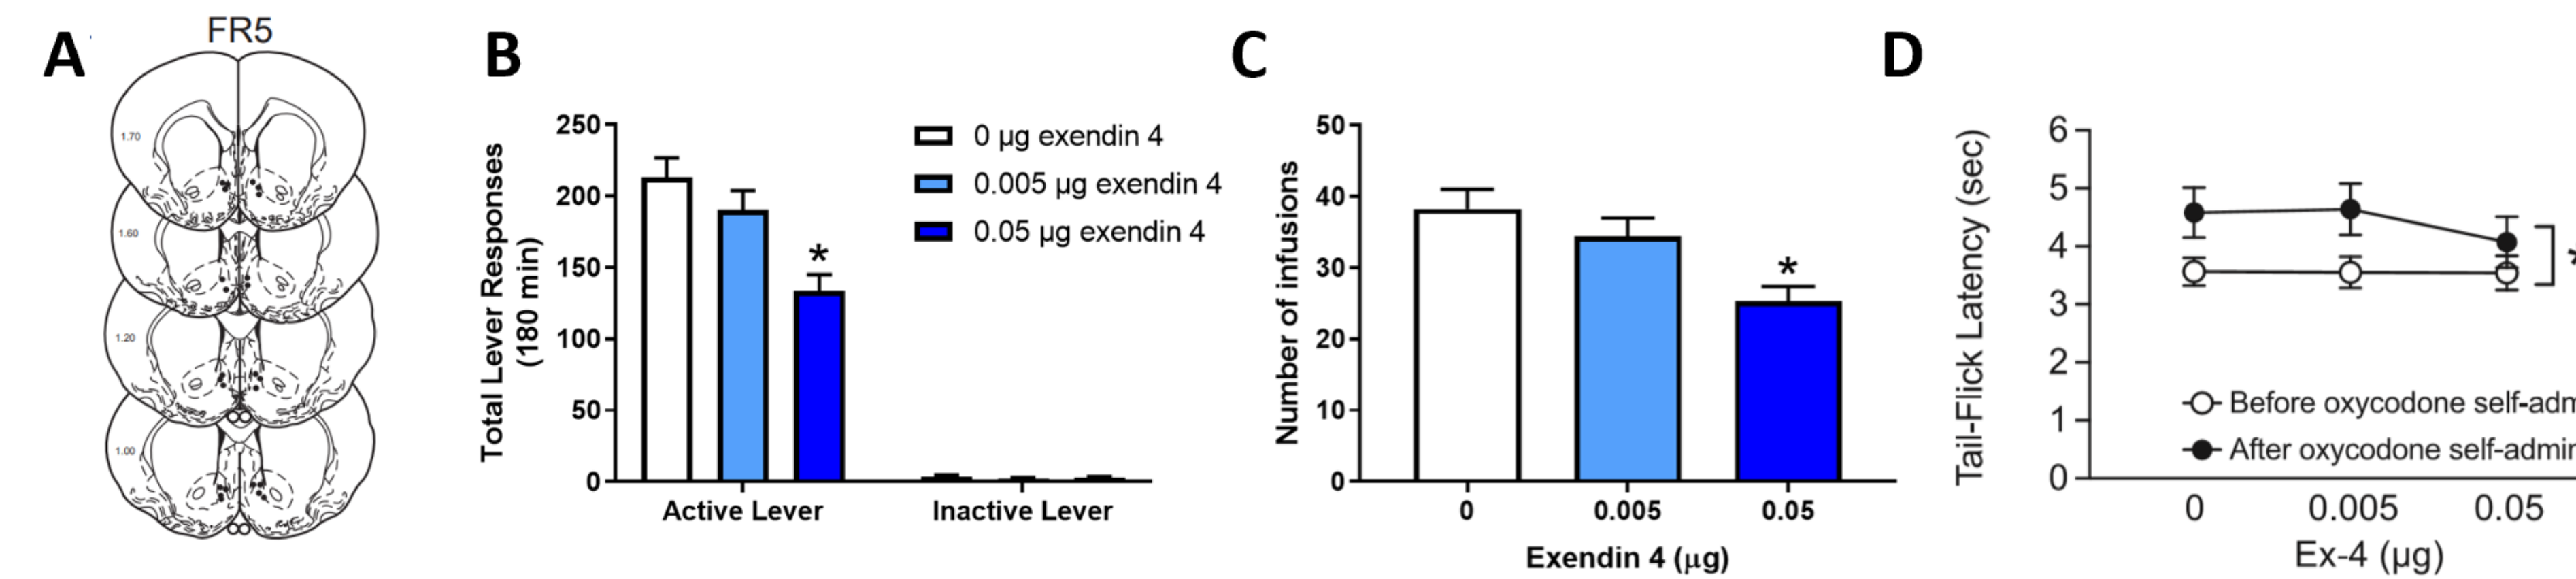 A
FR5
1.70
1.60
1.20
1.00
B
Total Lever Responses
(180 min)
250
200
150
100
50
0
*
0 µg exendin 4
0.005 µg exendin 4
0.05 µg exendin 4
Active Lever
Inactive Lever
C
Number of infusions
50
40
30
20
10
0
*
0
0.005
0.05
Exendin 4 (µg)
D
Tail-Flick Latency (sec)
6
5
4
3
2
1
0
*
Before oxycodone self-adm
After oxycodone self-admin
0
0.005
0.05
Ex-4 (µg)